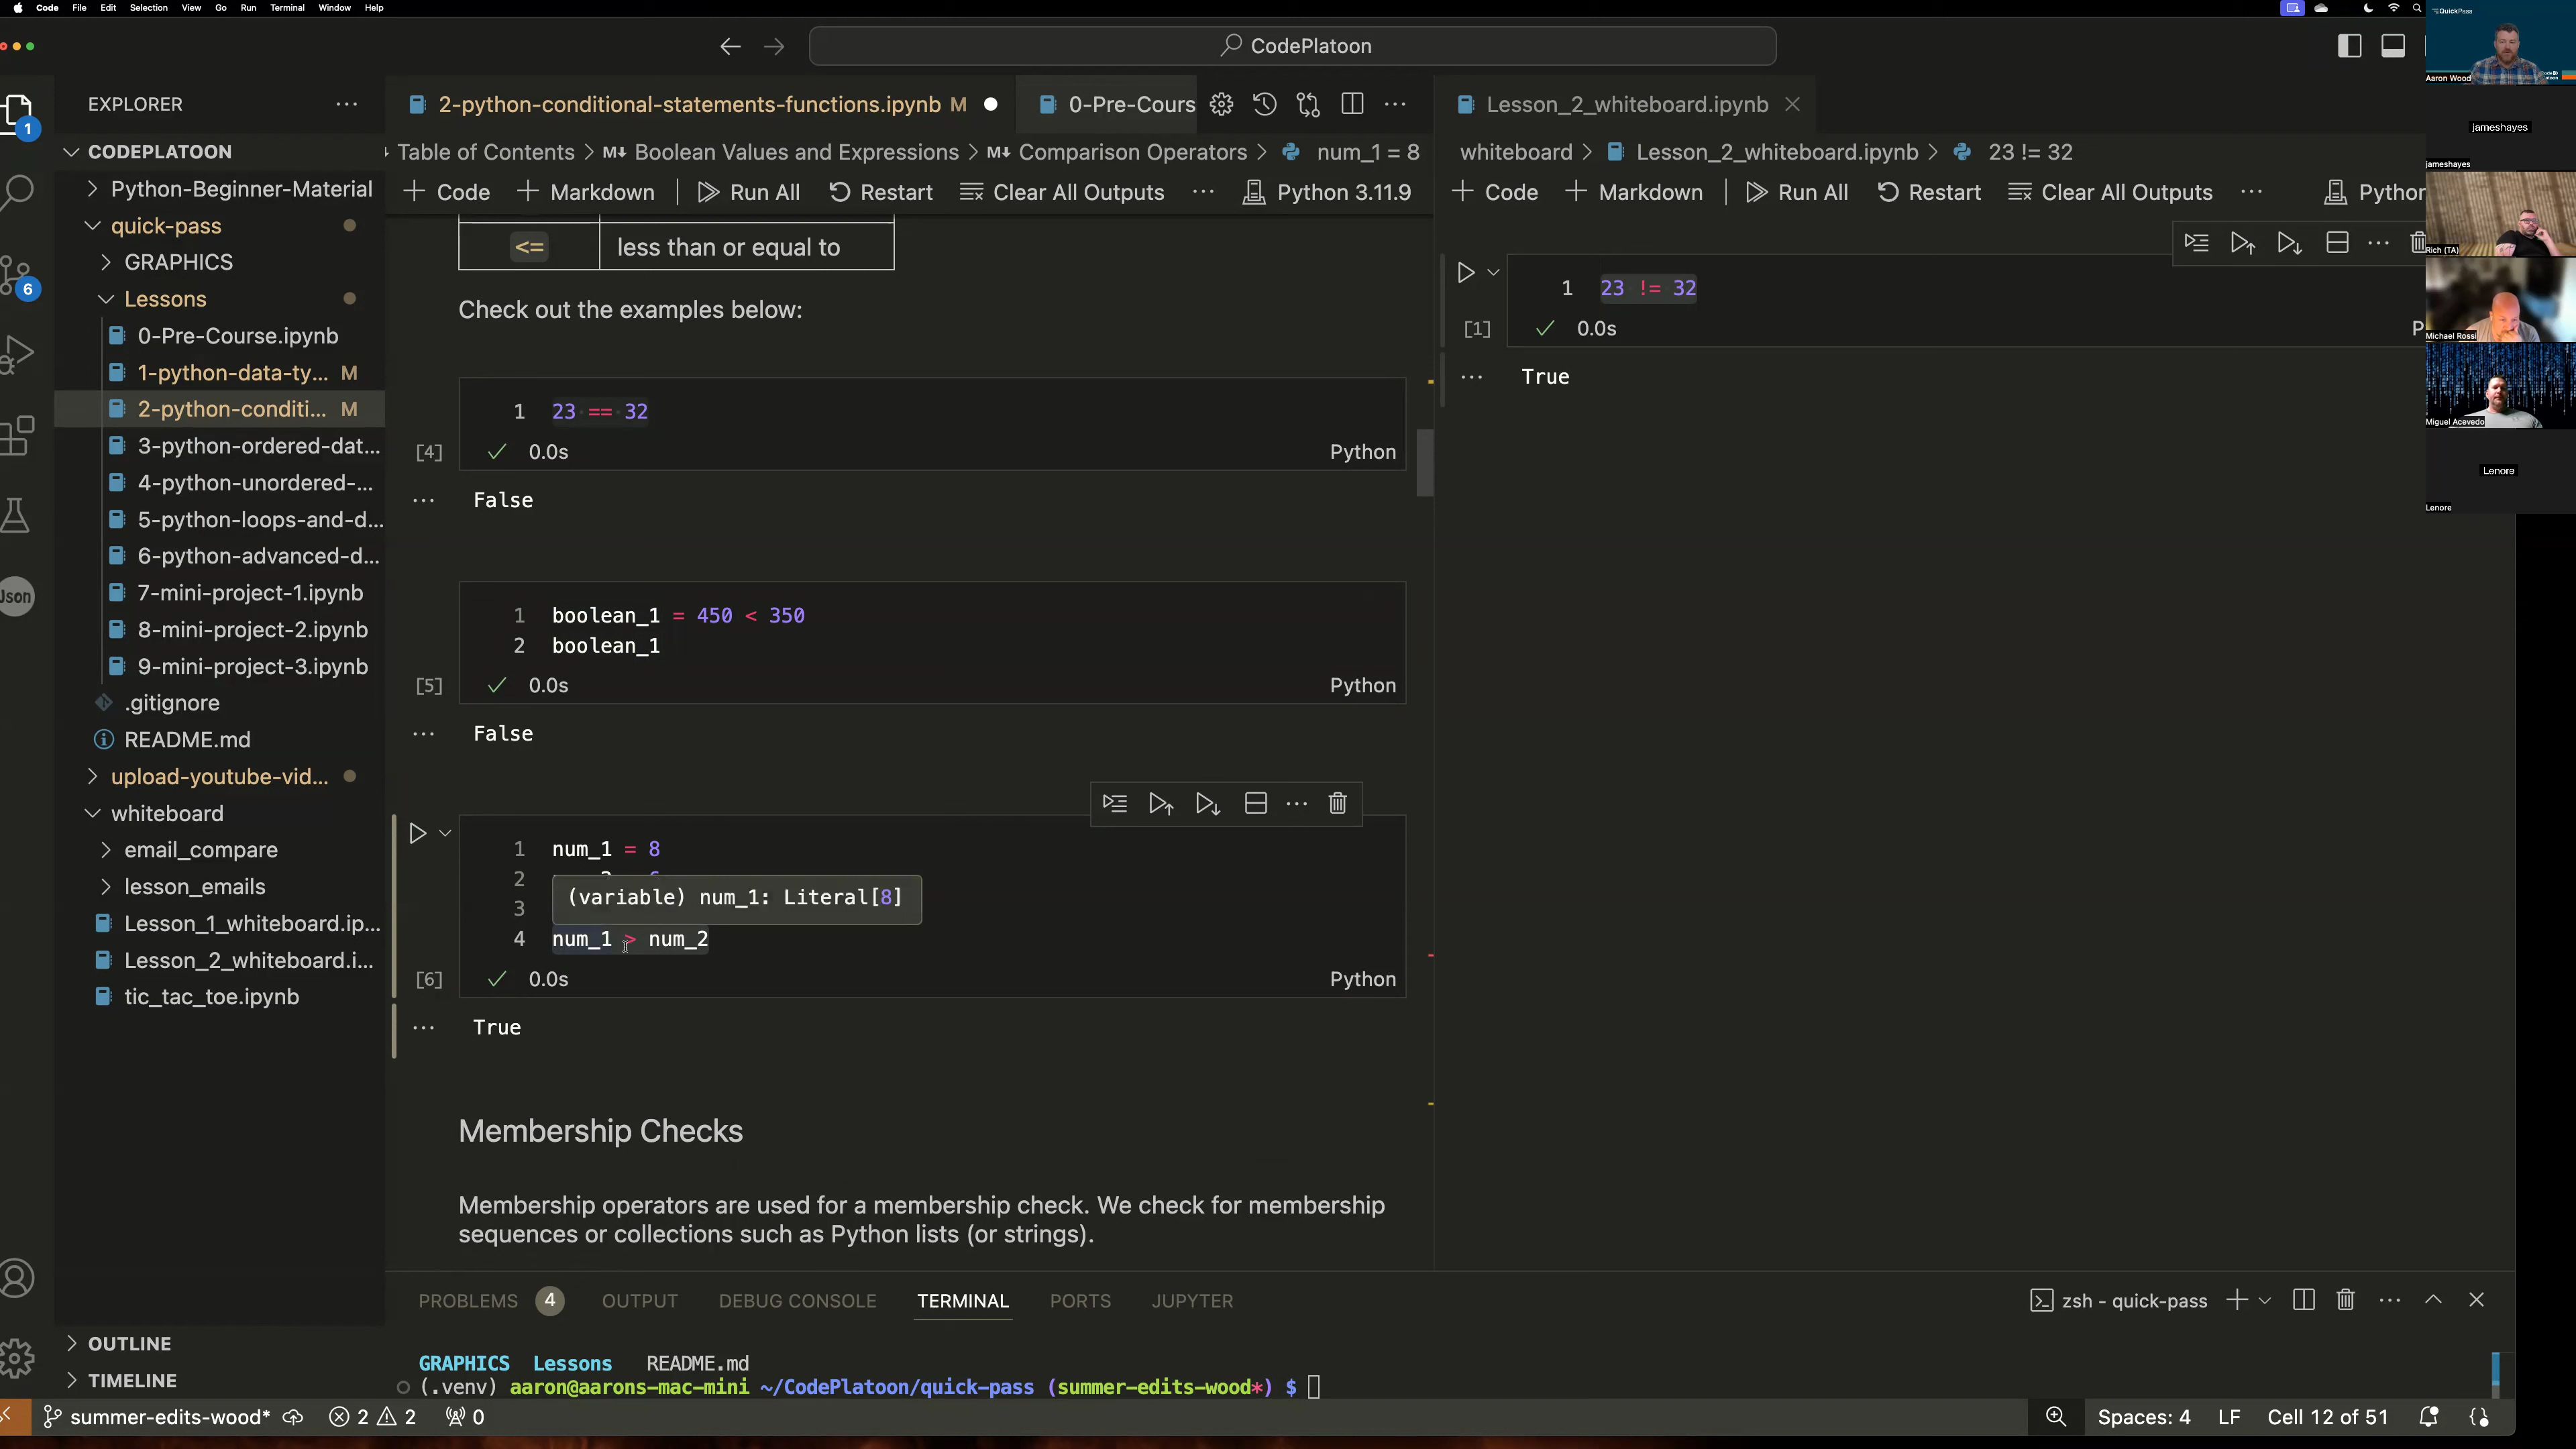 Code File Edit Selection View Go Run Terminal Window Help
CodePlatoon
EXPLORER
1
6
Json
CODEPLATOON
Python-Beginner-Material
quick-pass
GRAPHICS
Lessons
0-Pre-Course.ipynb
1-python-data-ty... M
2-python-conditi... M
3-python-ordered-dat...
4-python-unordered-...
5-python-loops-and-d...
6-python-advanced-d...
7-mini-project-1.ipynb
8-mini-project-2.ipynb
9-mini-project-3.ipynb
.gitignore
README.md
upload-youtube-vid...
whiteboard
email_compare
lesson_emails
Lesson_1_whiteboard.ip...
Lesson_2_whiteboard.i...
tic_tac_toe.ipynb
OUTLINE
TIMELINE
2-python-conditional-statements-functions.ipynb M
0-Pre-Cours
Table of Contents > M↓ Boolean Values and Expressions > M↓ Comparison Operators > num_1 = 8
+ Code + Markdown | Run All Restart Clear All Outputs ... Python 3.11.9
<= less than or equal to
Check out the examples below:
1 23 == 32
[4] 0.0s Python
False
1 boolean_1 = 450 < 350
2 boolean_1
[5] 0.0s Python
False
1 num_1 = 8
2
(variable) num_1: Literal[8]
3
4 num_1 > num_2
[6] 0.0s Python
True
Membership Checks
Membership operators are used for a membership check. We check for membership
sequences or collections such as Python lists (or strings).
Lesson_2_whiteboard.ipynb
whiteboard > Lesson_2_whiteboard.ipynb > 23 != 32
+ Code + Markdown | Run All Restart Clear All Outputs ... Python
1 23 != 32
[1] 0.0s
True
QuickPass
Aaron Wood
jameshayes
jameshayes
Rich (TA)
Michael Rossi
Miguel Acevedo
Lenore
Lenore
PROBLEMS 4 OUTPUT DEBUG CONSOLE TERMINAL PORTS JUPYTER
zsh - quick-pass
GRAPHICS Lessons README.md
(.venv) aaron@aarons-mac-mini ~/CodePlatoon/quick-pass (summer-edits-wood*) $
summer-edits-wood* 2 2 0
Spaces: 4 LF Cell 12 of 51